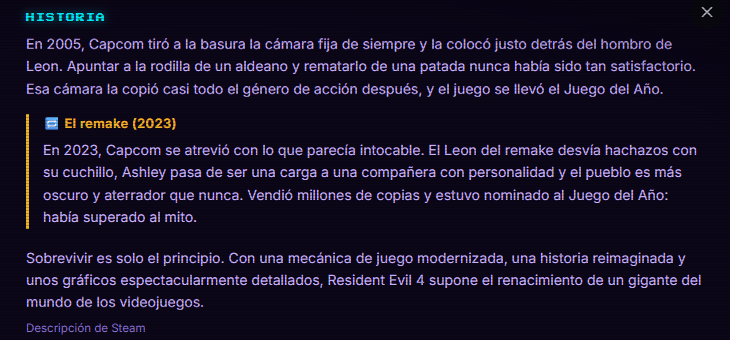 HISTORIA
En 2005, Capcom tiró a la basura la cámara fija de siempre y la colocó justo detrás del hombro de
Leon. Apuntar a la rodilla de un aldeano y rematarlo de una patada nunca había sido tan satisfactorio.
Esa cámara la copió casi todo el género de acción después, y el juego se llevó el Juego del Año.
El remake (2023)
En 2023, Capcom se atrevió con lo que parecía intocable. El Leon del remake desvía hachazos con
su cuchillo, Ashley pasa de ser una carga a una compañera con personalidad y el pueblo es más
oscuro y aterrador que nunca. Vendió millones de copias y estuvo nominado al Juego del Año:
había superado al mito.
Sobrevivir es solo el principio. Con una mecánica de juego modernizada, una historia reimaginada y
unos gráficos espectacularmente detallados, Resident Evil 4 supone el renacimiento de un gigante del
mundo de los videojuegos.
Descripción de Steam